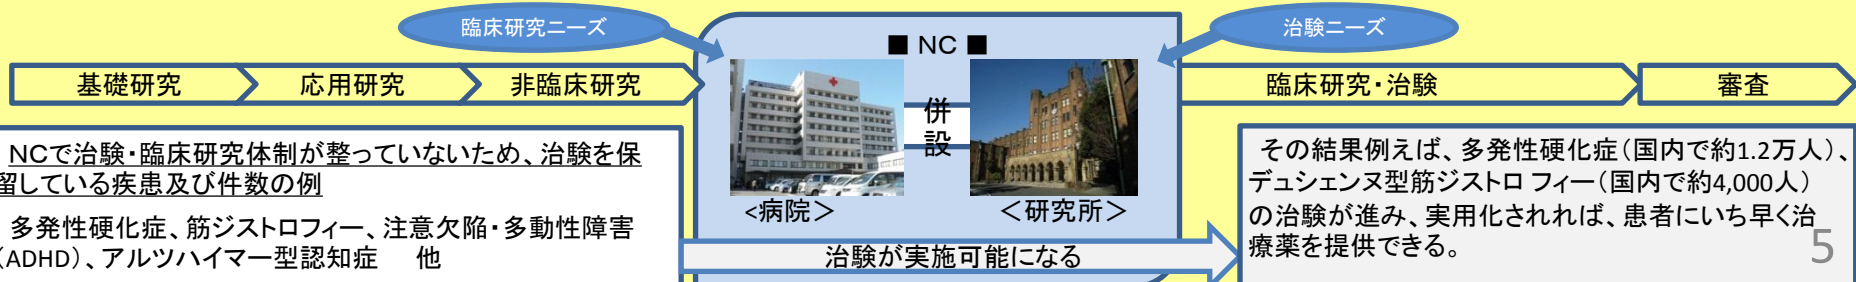 臨床研究ニーズ
治験ニーズ
■ NC ■
基礎研究
応用研究
非臨床研究
臨床研究・治験
審査
併
設
<病院>
<研究所>
NCで治験・臨床研究体制が整っていないため、治験を保
留している疾患及び件数の例
多発性硬化症、筋ジストロフィー、注意欠陥・多動性障害
(ADHD)、アルツハイマー型認知症 他
治験が実施可能になる
その結果例えば、多発性硬化症(国内で約1.2万人)、
デュシェンヌ型筋ジストロ フィー(国内で約4,000人)
の治験が進み、実用化されれば、患者にいち早く治
療薬を提供できる。
5